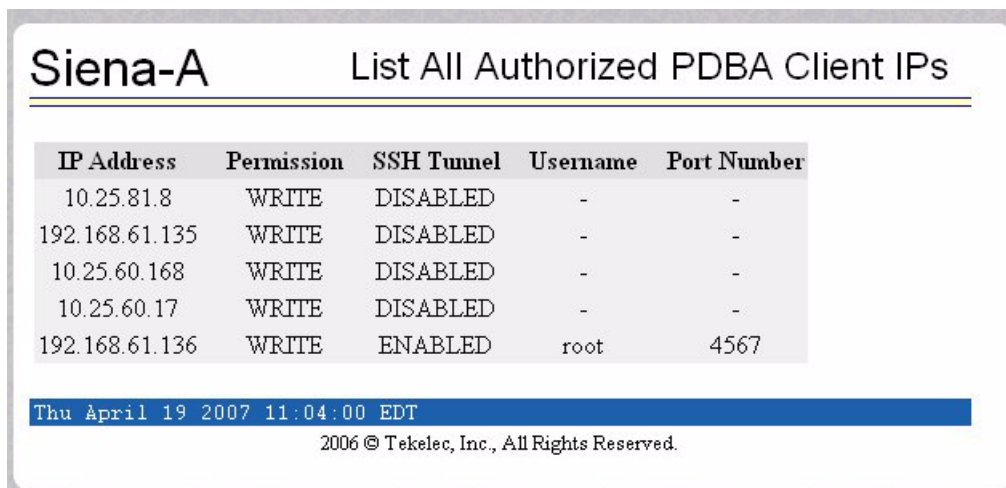 Siena-A List All Authorized PDBA Client IPs
IP Address Permission SSH Tunnel Username Port Number
10.25.81.8 WRITE DISABLED - -
192.168.61.135 WRITE DISABLED - -
10.25.60.168 WRITE DISABLED - -
10.25.60.17 WRITE DISABLED - -
192.168.61.136 WRITE ENABLED root 4567
Thu April 19 2007 11:04:00 EDT
2006 © Tekelec, Inc., All Rights Reserved.